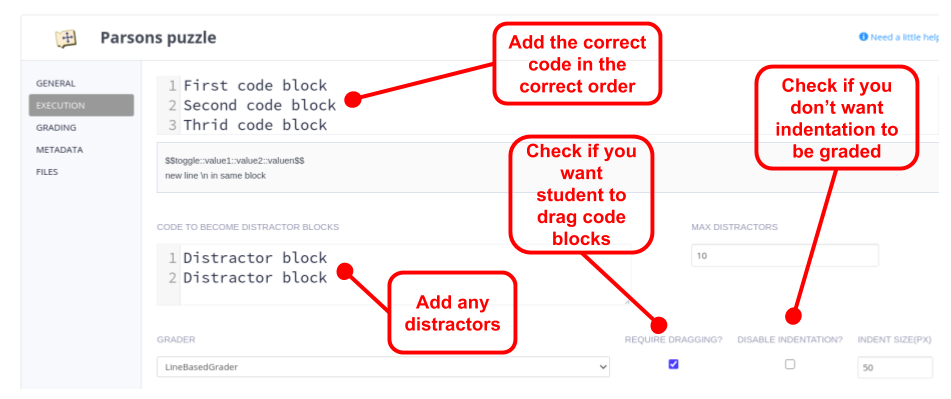 Parsons puzzle
Need a little help
GENERAL
EXECUTION
GRADING
METADATA
FILES
1 First code block
2 Second code block
3 Thrid code block
Add the correct
code in the
correct order
Check if you
don't want
indentation to
be graded
$$toggle::value1::value2::valuen$$
new line \n in same block
Check if you
want
student to
drag code
blocks
CODE TO BECOME DISTRACTOR BLOCKS
MAX DISTRACTORS
1 Distractor block
2 Distractor block
10
Add any
distractors
GRADER
REQUIRE DRAGGING?
DISABLE INDENTATION?
INDENT SIZE(PX)
LineBasedGrader
50